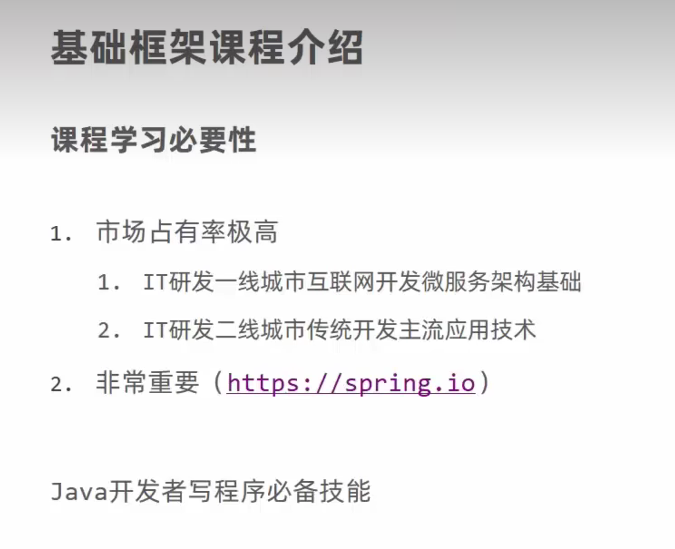 基础框架课程介绍
课程学习必要性
1. 市场占有率极高
1. IT研发一线城市互联网开发微服务架构基础
2. IT研发二线城市传统开发主流应用技术
2. 非常重要（https://spring.io）
Java开发者写程序必备技能